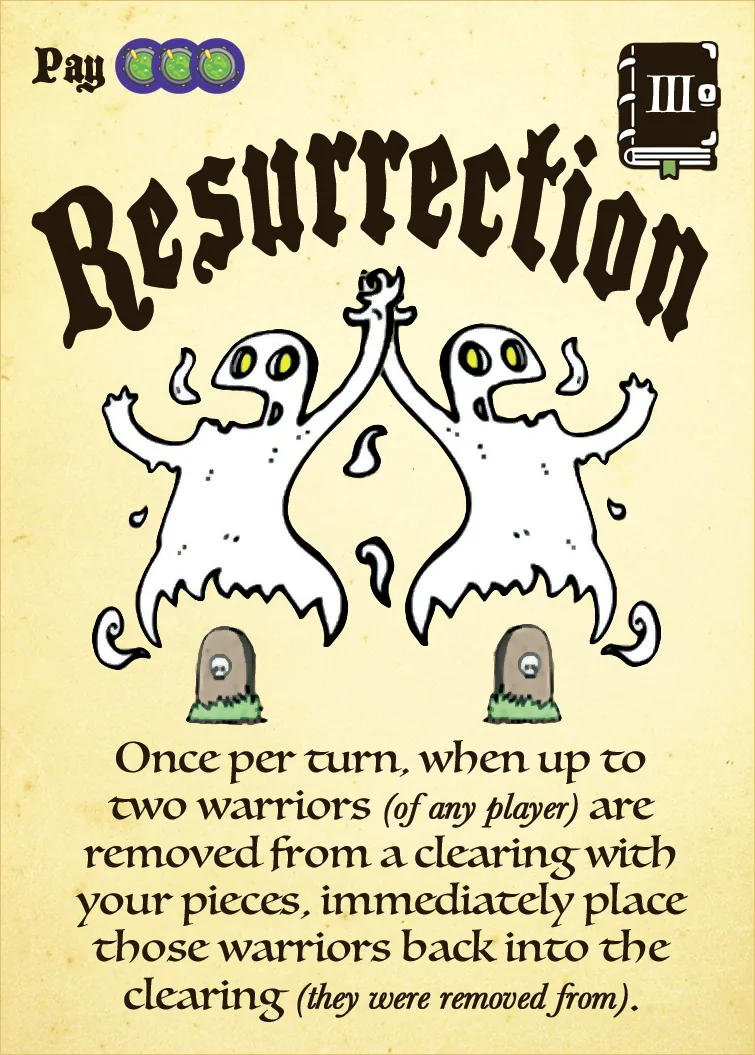 Pay
III
Resurrection
Once per turn, when up to
two warriors (of any player) are
removed from a clearing with
your pieces, immediately place
those warriors back into the
clearing (they were removed from).